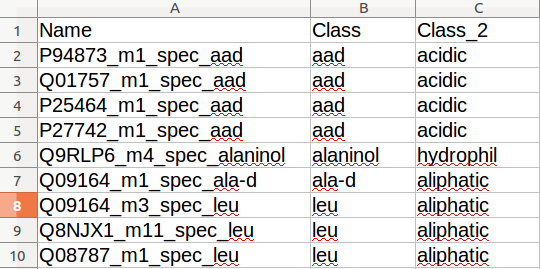 A B C
1 Name Class Class_2
2 P94873_m1_spec_aad aad acidic
3 Q01757_m1_spec_aad aad acidic
4 P25464_m1_spec_aad aad acidic
5 P27742_m1_spec_aad aad acidic
6 Q9RLP6_m4_spec_alaninol alaninol hydrophil
7 Q09164_m1_spec_ala-d ala-d aliphatic
8 Q09164_m3_spec_leu leu aliphatic
9 Q8NJX1_m11_spec_leu leu aliphatic
10 Q08787_m1_spec_leu leu aliphatic